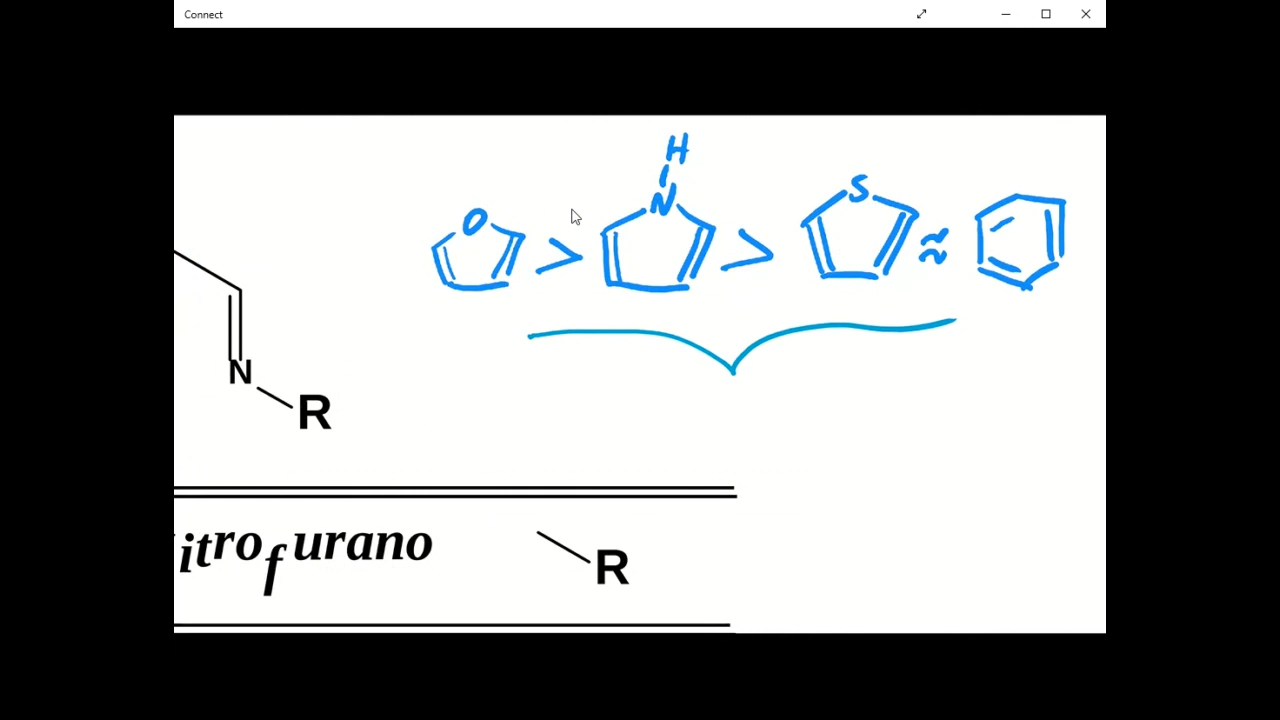 Connect
H
O > N > S ≈
N
R
itrofurano
R